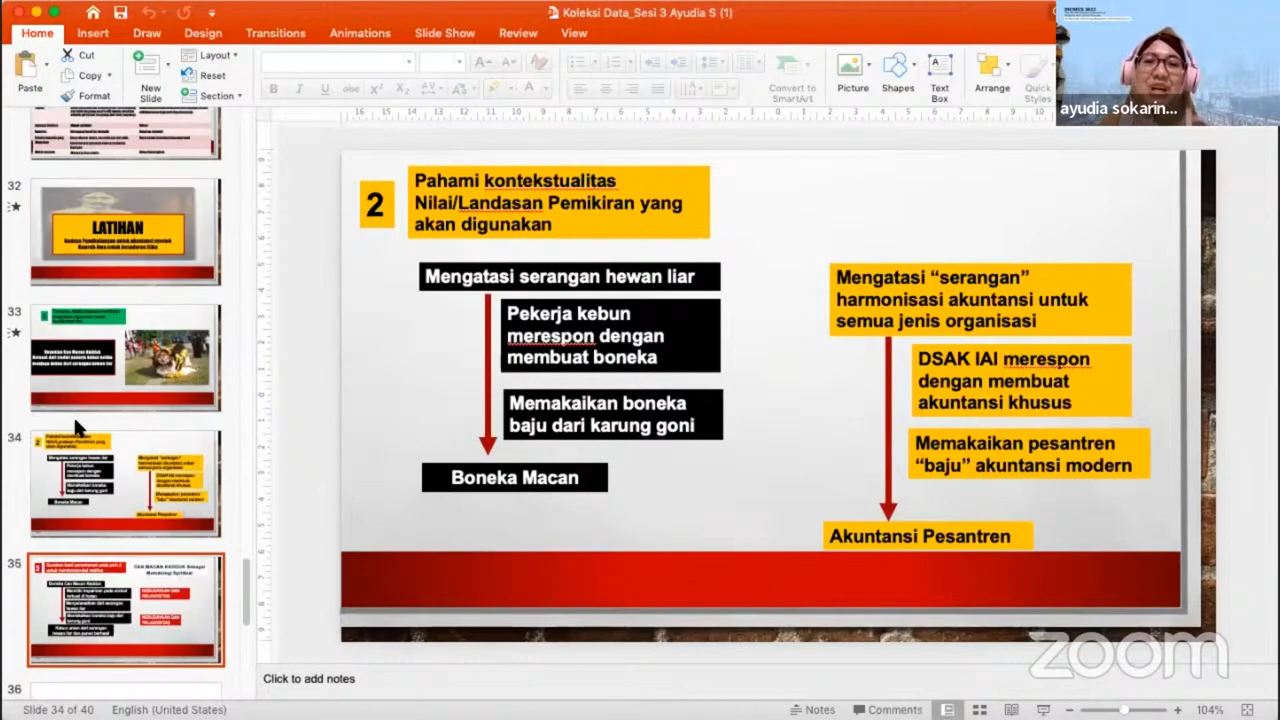 Koleksi Data_Sesi 3 Ayudia S (1)
Home Insert Draw Design Transitions Animations Slide Show Review View
Paste
Cut
Copy
Format
New
Slide
Layout
Reset
Section
Convert to
SmartArt
Picture
Shapes
Text
Box
Arrange
Quick
Styles
ayudia sokarin...
32
LATIHAN
33
34
35
36
2
Pahami kontekstualitas
Nilai/Landasan Pemikiran yang
akan digunakan
Mengatasi serangan hewan liar
Pekerja kebun
merespon dengan
membuat boneka
Memakaikan boneka
baju dari karung goni
Boneka Macan
Mengatasi “serangan”
harmonisasi akuntansi untuk
semua jenis organisasi
DSAK IAI merespon
dengan membuat
akuntansi khusus
Memakaikan pesantren
“baju” akuntansi modern
Akuntansi Pesantren
zoom
Click to add notes
Slide 34 of 40 English (United States) Notes Comments 104%